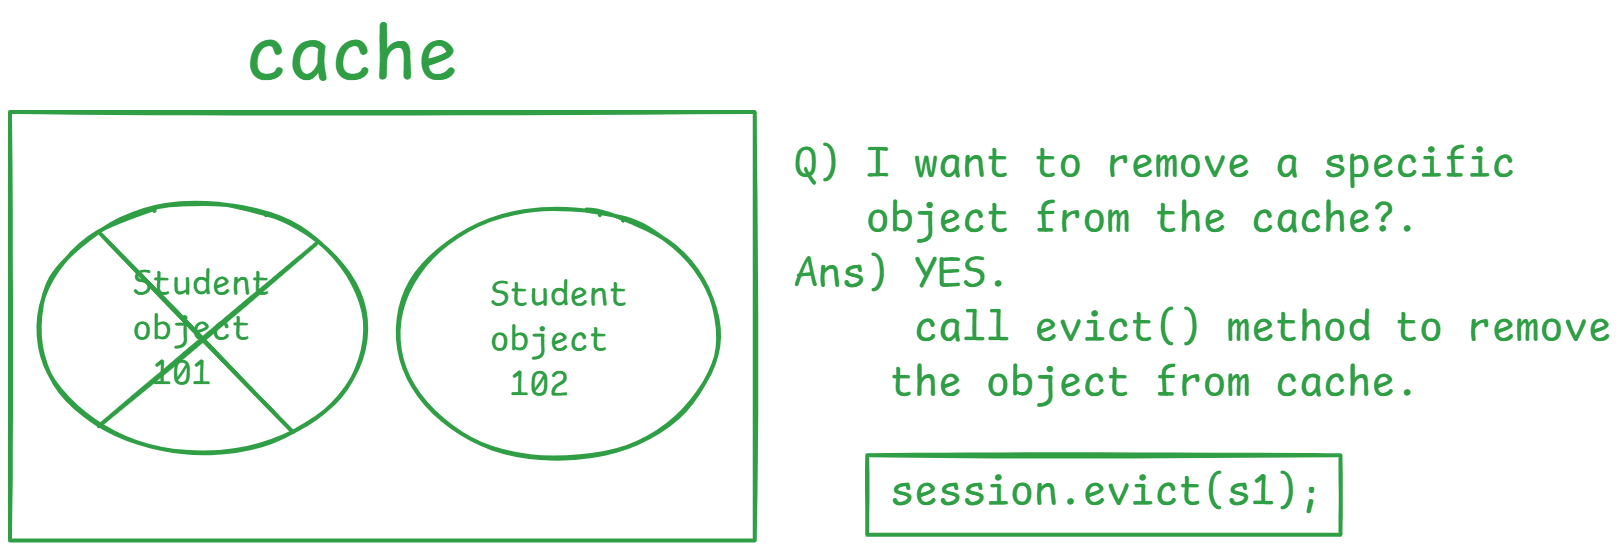 cache
Student
object
101
Student
object
102
Q) I want to remove a specific
object from the cache?.
Ans) YES.
call evict() method to remove
the object from cache.
session.evict(s1);